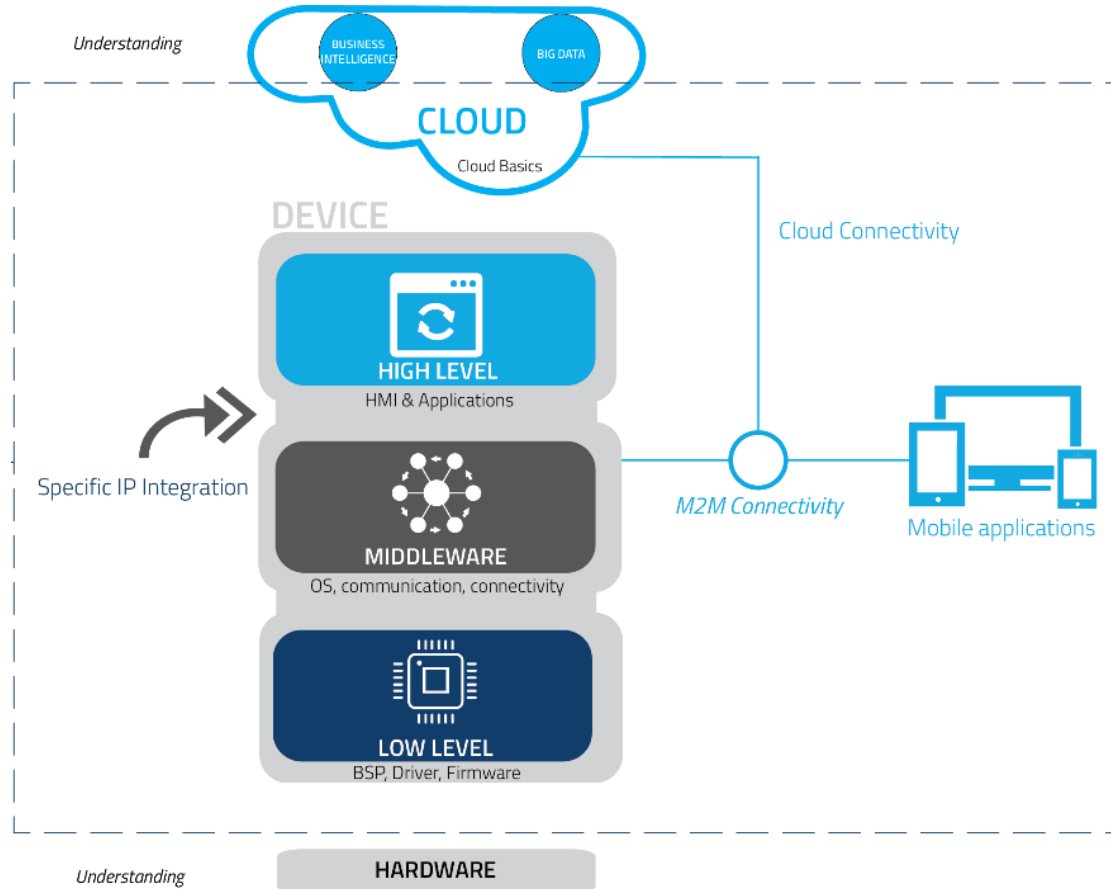 Understanding
BUSINESS
INTELLIGENCE
BIG DATA
CLOUD
Cloud Basics
DEVICE
Cloud Connectivity
HIGH LEVEL
HMI & Applications
Specific IP Integration
M2M Connectivity
Mobile applications
MIDDLEWARE
OS, communication, connectivity
LOW LEVEL
BSP, Driver, Firmware
HARDWARE
Understanding